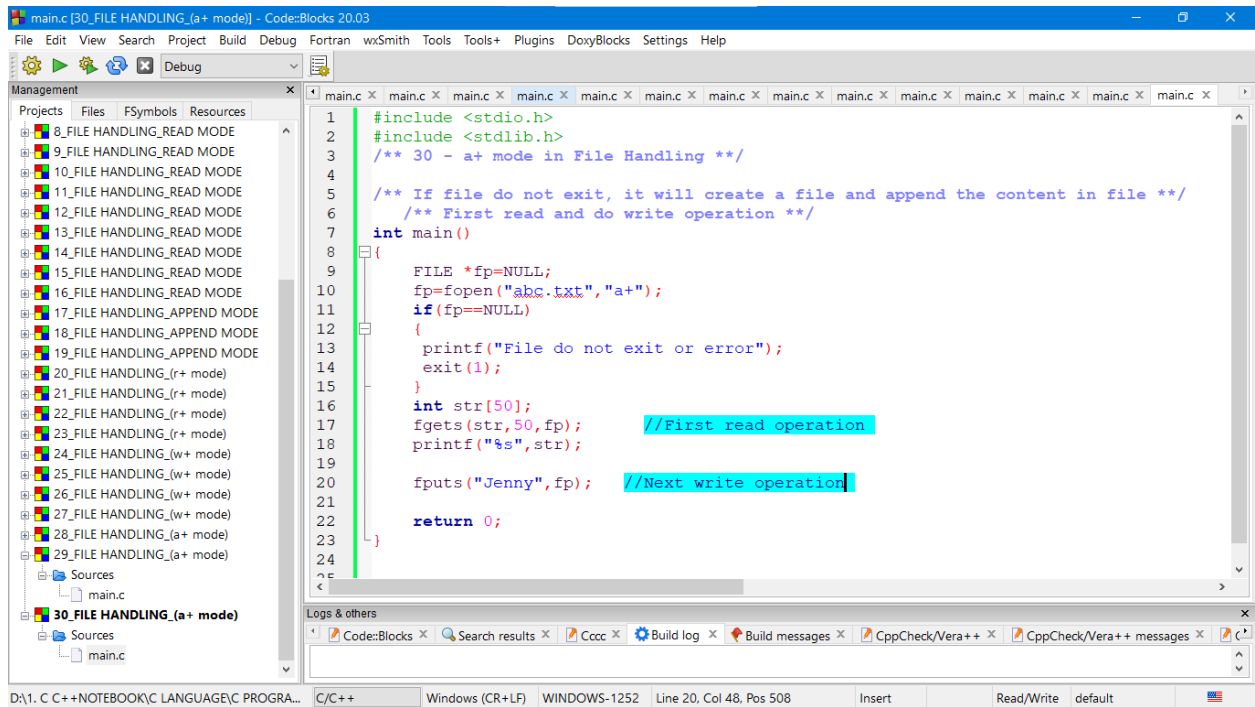 main.c [30_FILE HANDLING_(a+ mode)] - Code::Blocks 20.03
File Edit View Search Project Build Debug Fortran wxSmith Tools Tools+ Plugins DoxyBlocks Settings Help
Debug
Management
Projects Files FSymbols Resources
8_FILE HANDLING_READ MODE
9_FILE HANDLING_READ MODE
10_FILE HANDLING_READ MODE
11_FILE HANDLING_READ MODE
12_FILE HANDLING_READ MODE
13_FILE HANDLING_READ MODE
14_FILE HANDLING_READ MODE
15_FILE HANDLING_READ MODE
16_FILE HANDLING_READ MODE
17_FILE HANDLING_APPEND MODE
18_FILE HANDLING_APPEND MODE
19_FILE HANDLING_APPEND MODE
20_FILE HANDLING_(r+ mode)
21_FILE HANDLING_(r+ mode)
22_FILE HANDLING_(r+ mode)
23_FILE HANDLING_(r+ mode)
24_FILE HANDLING_(w+ mode)
25_FILE HANDLING_(w+ mode)
26_FILE HANDLING_(w+ mode)
27_FILE HANDLING_(w+ mode)
28_FILE HANDLING_(a+ mode)
29_FILE HANDLING_(a+ mode)
Sources
main.c
30_FILE HANDLING_(a+ mode)
Sources
main.c
main.c main.c main.c main.c main.c main.c main.c main.c main.c main.c main.c main.c main.c main.c
1 #include <stdio.h>
2 #include <stdlib.h>
3 /** 30 - a+ mode in File Handling **/
4
5 /** If file do not exit, it will create a file and append the content in file **/
6 /** First read and do write operation **/
7 int main()
8 {
9 FILE *fp=NULL;
10 fp=fopen("abc.txt","a+");
11 if(fp==NULL)
12 {
13 printf("File do not exit or error");
14 exit(1);
15 }
16 int str[50];
17 fgets(str,50,fp); //First read operation
18 printf("%s",str);
19
20 fputs("Jenny",fp); //Next write operation
21
22 return 0;
23 }
24
25
Logs & others
Code::Blocks Search results Cccc Build log Build messages CppCheck/Vera++ CppCheck/Vera++ messages
D:\1. C C++NOTEBOOK\C LANGUAGE\C PROGRA... C/C++ Windows (CR+LF) WINDOWS-1252 Line 20, Col 48, Pos 508 Insert Read/Write default